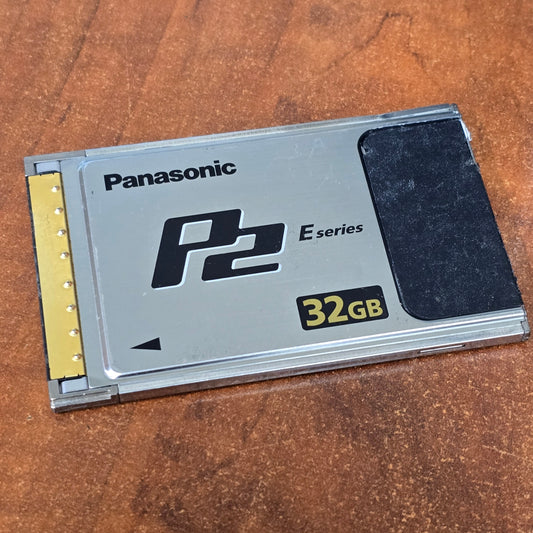 Panasonic
P2 E series
32GB